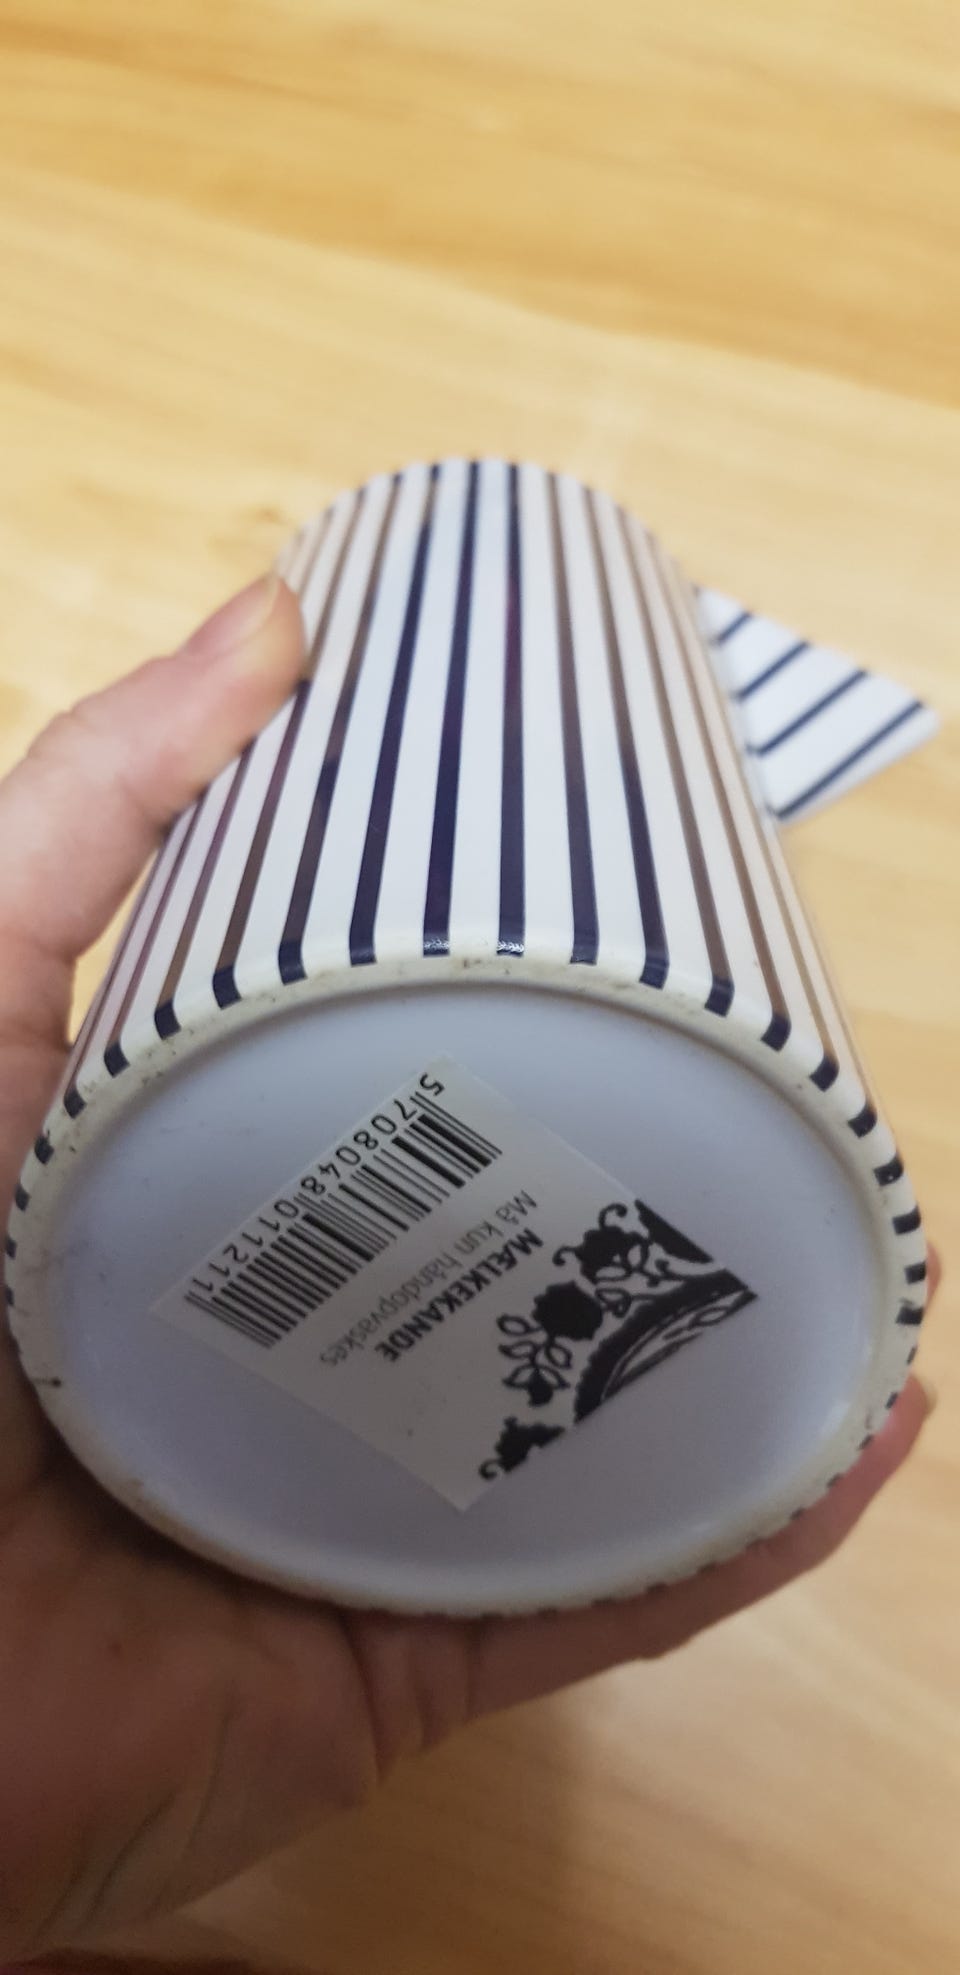 MÆLKEKANDE
Må kun håndopvaskes
5 708048 011211